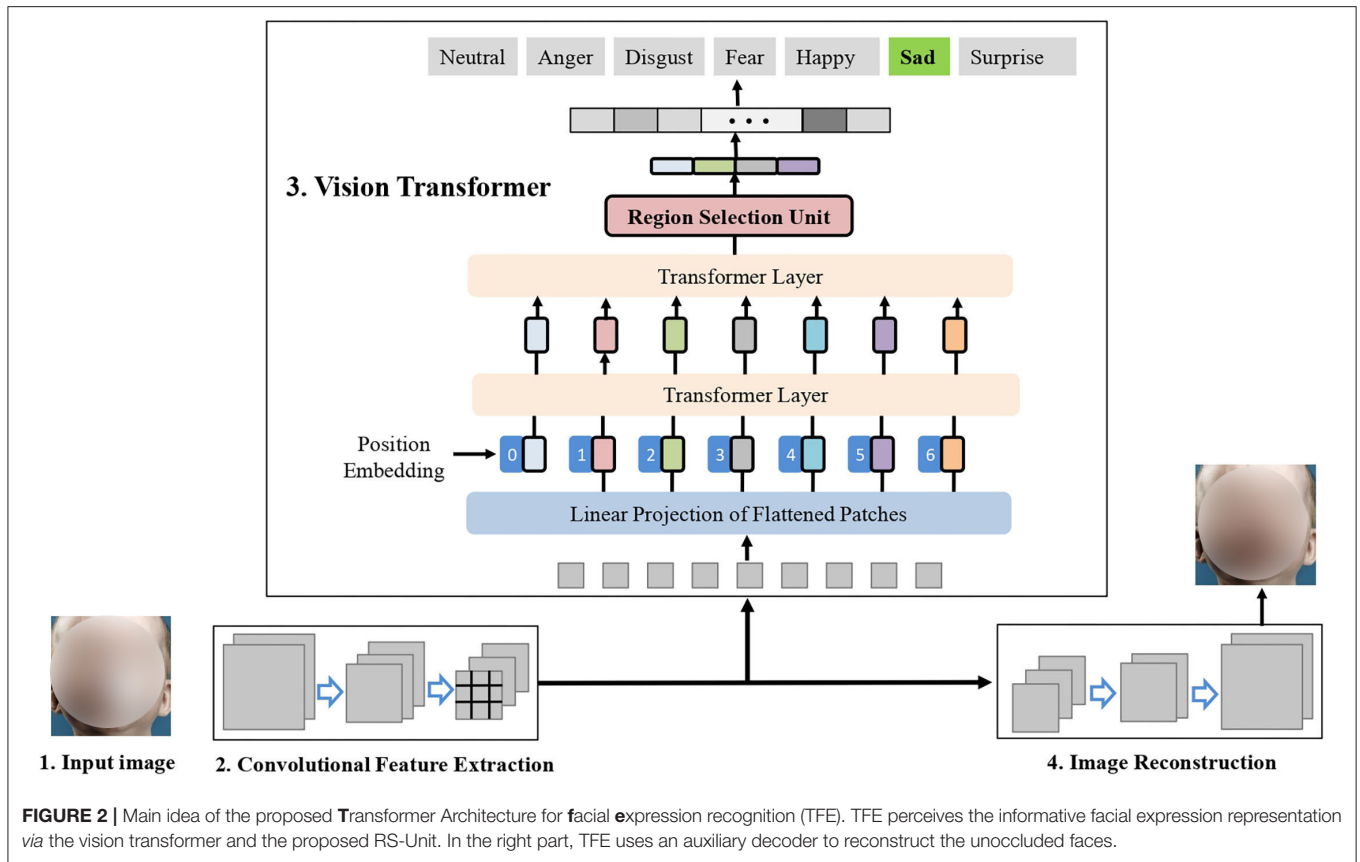 Neutral Anger Disgust Fear Happy Sad Surprise
• • •
3. Vision Transformer
Region Selection Unit
Transformer Layer
Transformer Layer
Position
Embedding
0 1 2 3 4 5 6
Linear Projection of Flattened Patches
1. Input image
2. Convolutional Feature Extraction
4. Image Reconstruction
FIGURE 2 | Main idea of the proposed Transformer Architecture for facial expression recognition (TFE). TFE perceives the informative facial expression representation
via the vision transformer and the proposed RS-Unit. In the right part, TFE uses an auxiliary decoder to reconstruct the unoccluded faces.